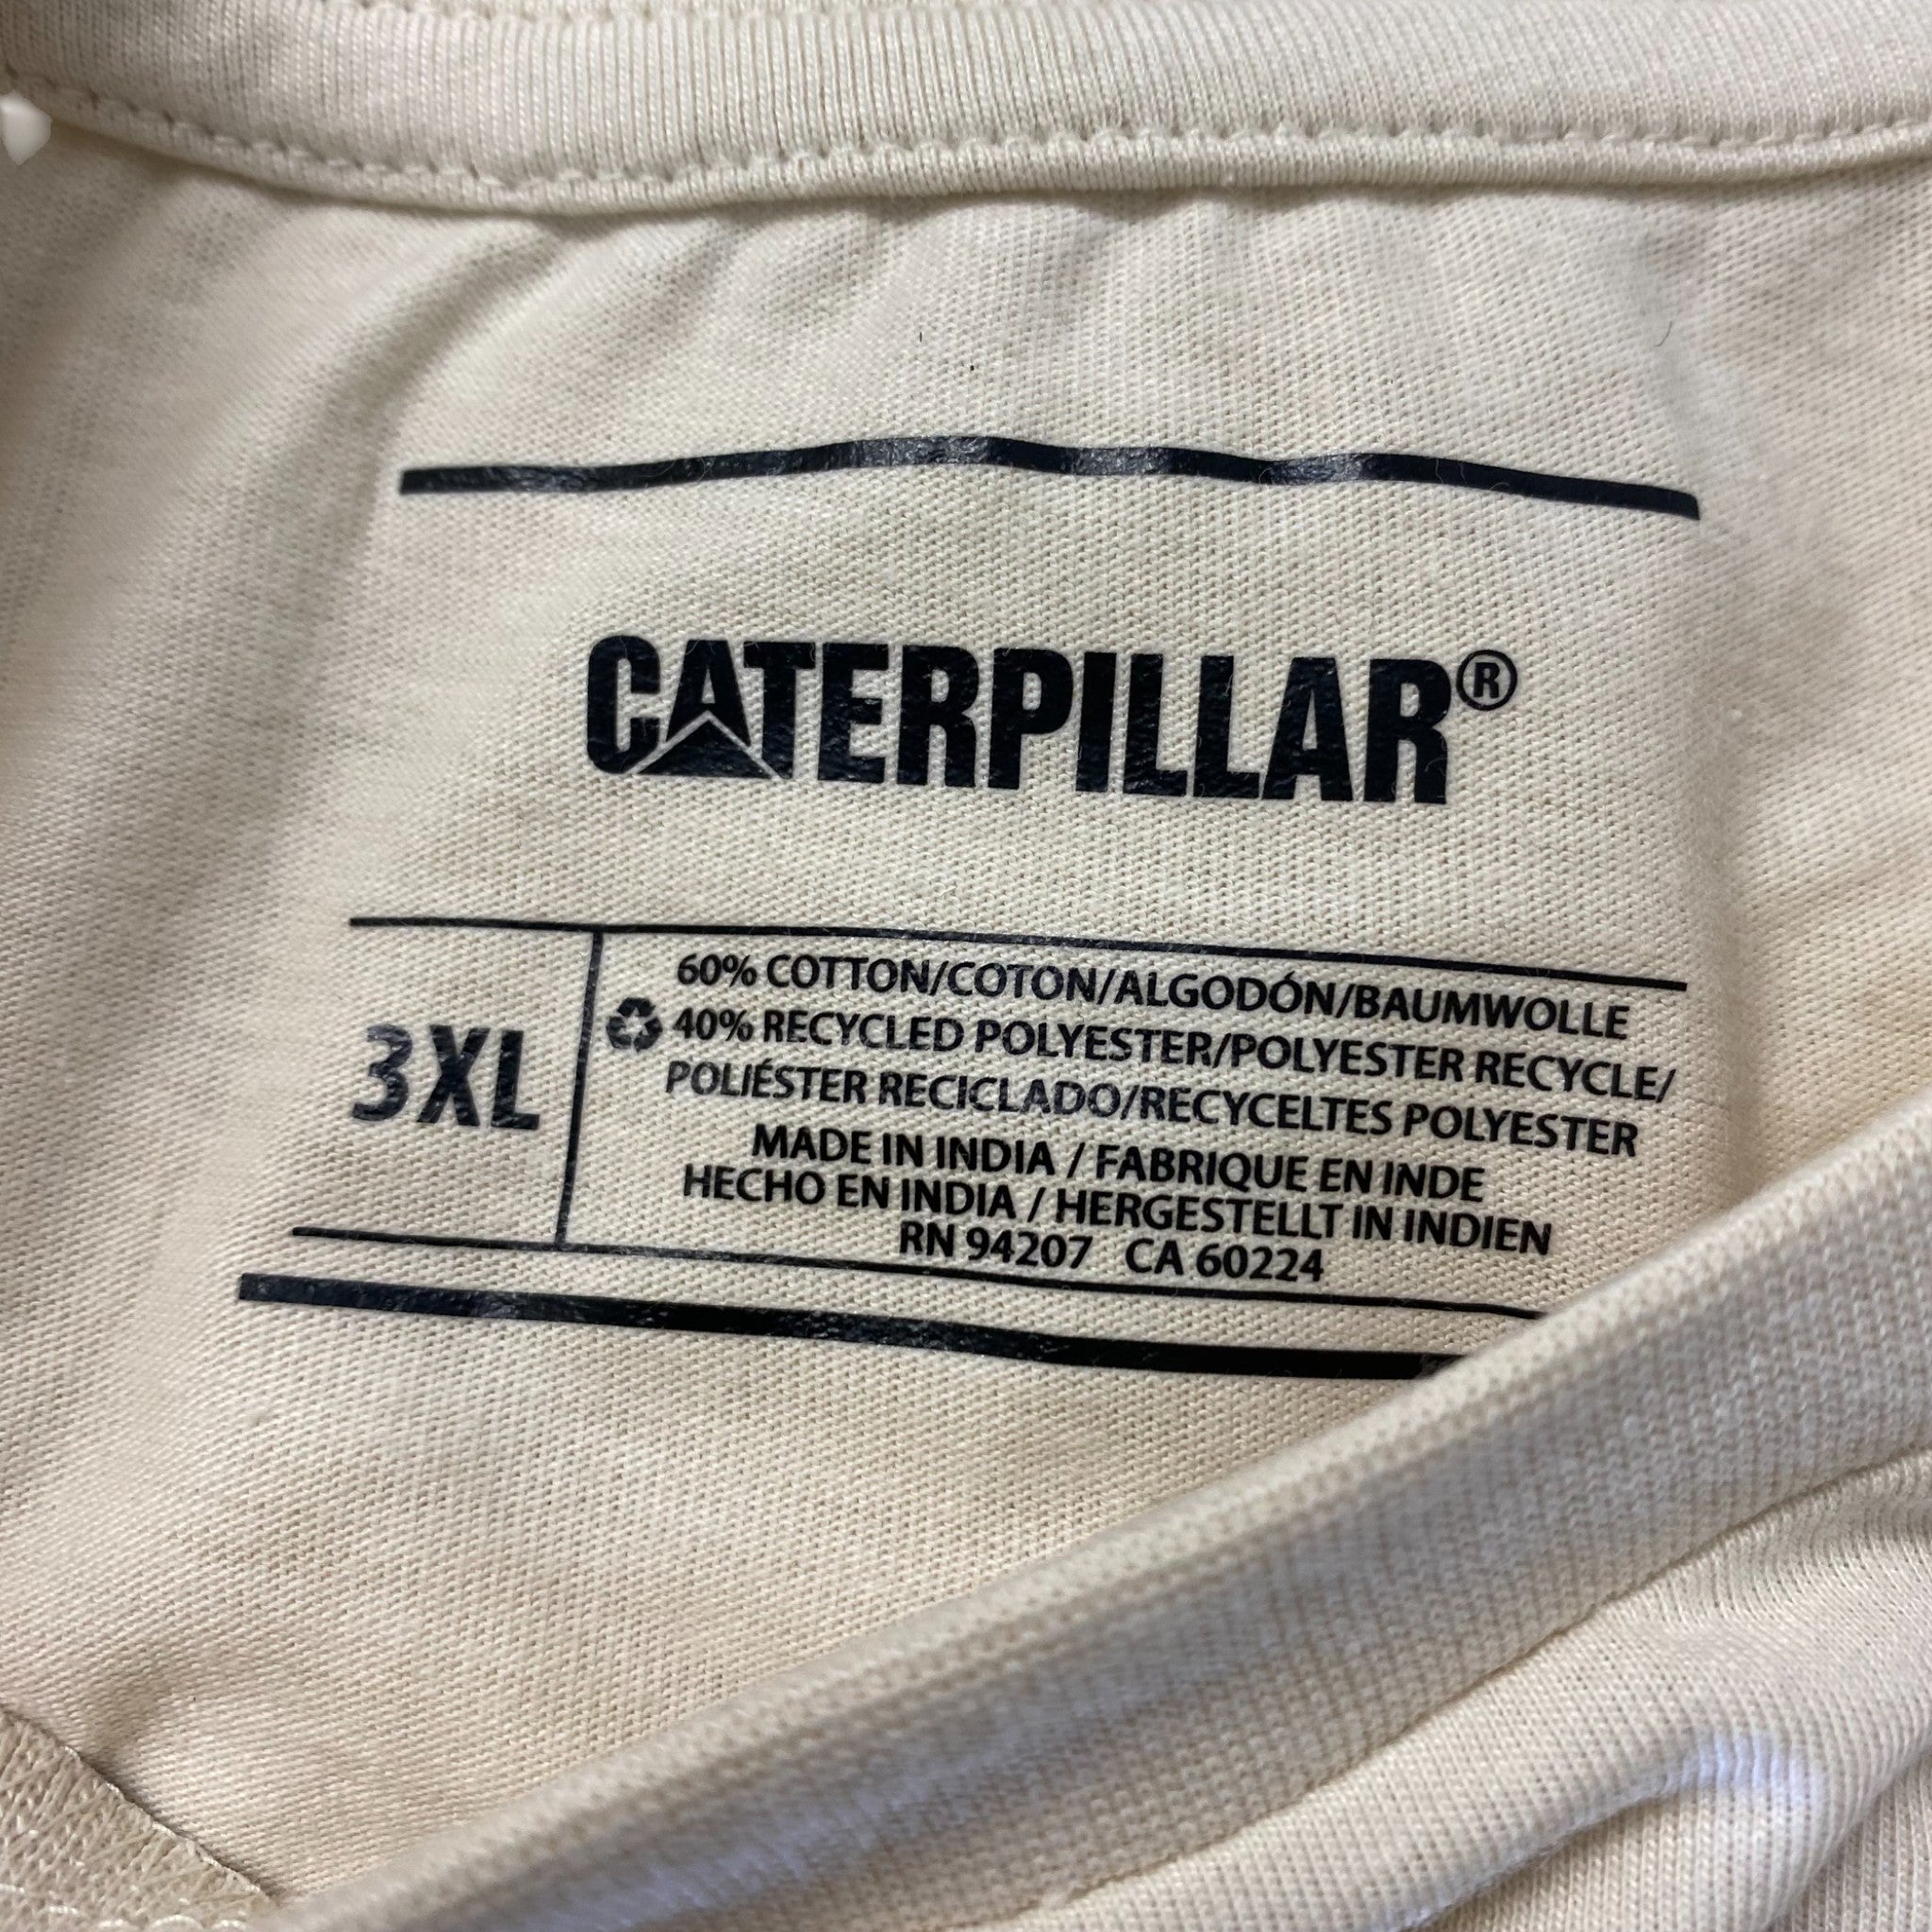 CATERPILLAR®
3XL
60% COTTON/COTON/ALGODÓN/BAUMWOLLE
40% RECYCLED POLYESTER/POLYESTER RECYCLE/
POLIÉSTER RECICLADO/RECYCELTES POLYESTER
MADE IN INDIA / FABRIQUE EN INDE
HECHO EN INDIA / HERGESTELLT IN INDIEN
RN 94207 CA 60224